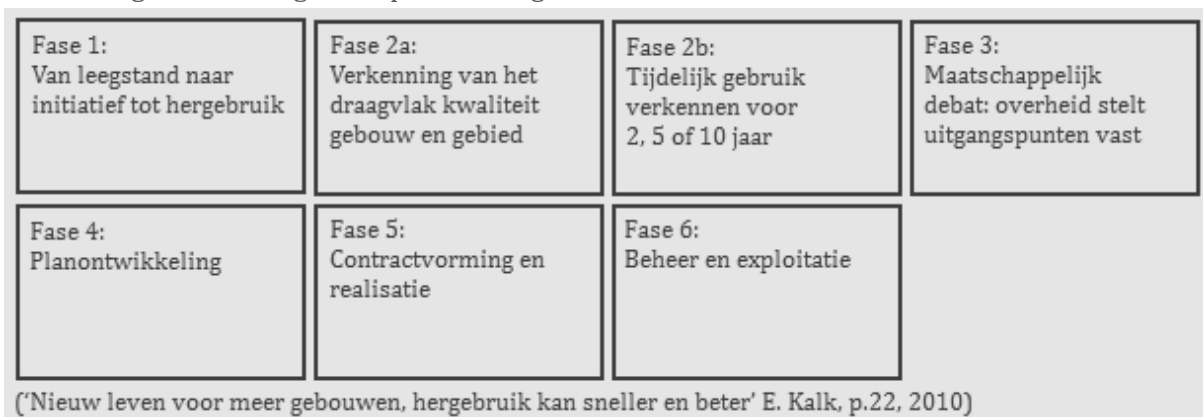 Fase 1:
Van leegstand naar
initiatief tot hergebruik
Fase 2a:
Verkenning van het
draagvlak kwaliteit
gebouw en gebied
Fase 2b:
Tijdelijk gebruik
verkennen voor
2, 5 of 10 jaar
Fase 3:
Maatschappelijk
debat: overheid stelt
uitgangspunten vast
Fase 4:
Planontwikkeling
Fase 5:
Contractvorming en
realisatie
Fase 6:
Beheer en exploitatie
(‘Nieuw leven voor meer gebouwen, hergebruik kan sneller en beter’ E. Kalk, p.22, 2010)